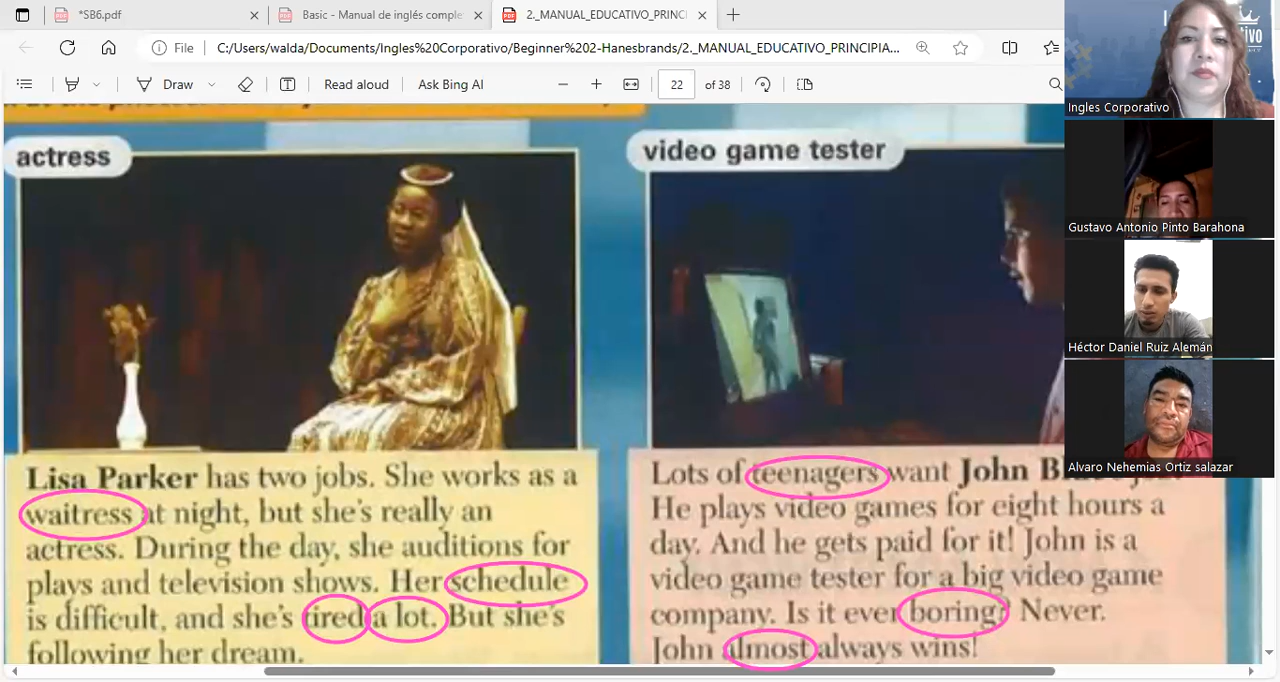 *SB6.pdf
Basic - Manual de inglés comple
2._MANUAL_EDUCATIVO_PRINCI
File
C:/Users/walda/Documents/Ingles%20Corporativo/Beginner%202-Hanesbrands/2._MANUAL_EDUCATIVO_PRINCIPIA...
Draw
Read aloud
Ask Bing AI
22
of 38
actress
Lisa Parker has two jobs. She works as a
waitress at night, but she's really an
actress. During the day, she auditions for
plays and television shows. Her schedule
is difficult, and she's tired a lot. But she's
following her dream.
video game tester
Lots of teenagers want John
He plays video games for eight hours a
day. And he gets paid for it! John is a
video game tester for a big video game
company. Is it ever boring? Never.
John almost always wins!
Ingles Corporativo
Gustavo Antonio Pinto Barahona
Héctor Daniel Ruiz Alemán
Alvaro Nehemias Ortiz salazar